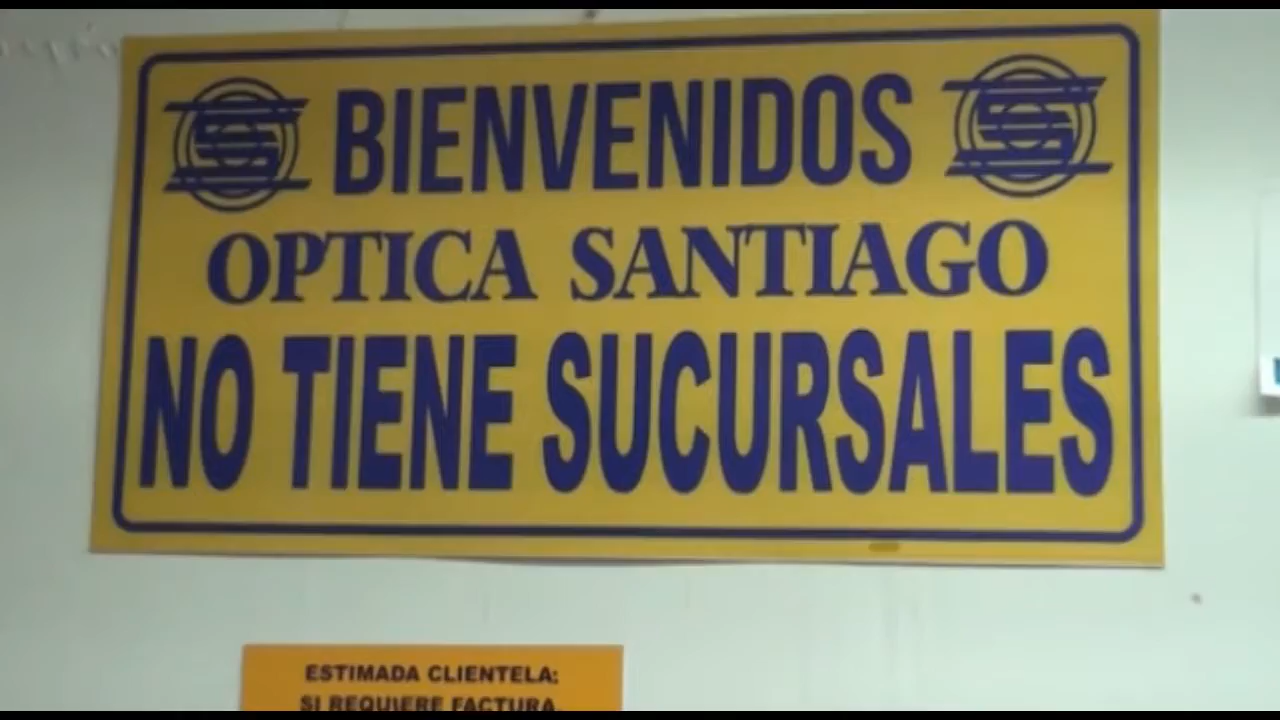 BIENVENIDOS
OPTICA SANTIAGO
NO TIENE SUCURSALES
ESTIMADA CLIENTELA:
SI REQUIERE FACTURA,